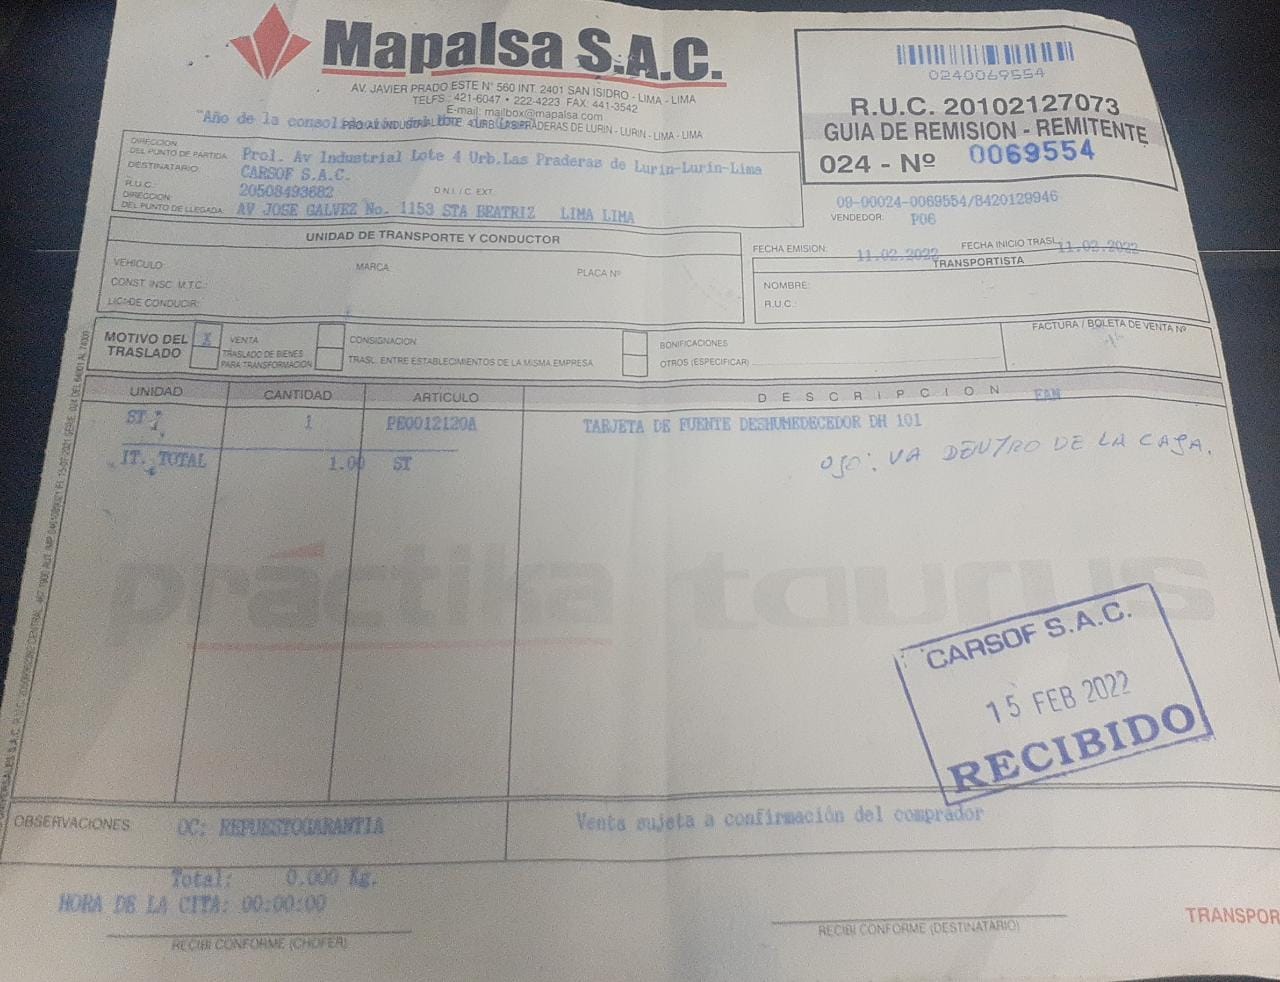 Mapalsa S.A.C.
AV. JAVIER PRADO ESTE N° 560 INT. 2401 SAN ISIDRO - LIMA - LIMA
TELFS.: 421-6047 • 222-4223 FAX: 441-3542
E-mail: mailbox@mapalsa.com
"Año de la
LAS PRADERAS DE LURIN - LURIN - LIMA - LIMA
0240069554
R.U.C. 20102127073
GUIA DE REMISION - REMITENTE
024 - Nº 0069554
DIRECCION
DEL PUNTO DE PARTIDA: Prol. Av Industrial Lote 4 Urb.Las Praderas de Lurin-Lurin-Lima
DESTINATARIO: CARSOF S.A.C.
R.U.C.: 20508493682 D.N.I. / C. EXT.
DIRECCION
DEL PUNTO DE LLEGADA: AV JOSE GALVEZ No. 1153 STA BEATRIZ LIMA LIMA
09-00024-0069554/B420129946
VENDEDOR: P06
UNIDAD DE TRANSPORTE Y CONDUCTOR
FECHA EMISION: 11.02.2022 FECHA INICIO TRASL. 11.02.2022
VEHICULO: MARCA: PLACA Nº
CONST INSC. M.T.C.:
LIC. DE CONDUCIR:
TRANSPORTISTA
NOMBRE:
R.U.C.:
MOTIVO DEL
TRASLADO
X
VENTA
TRASLADO DE BIENES
PARA TRANSFORMACION
CONSIGNACION
TRASL. ENTRE ESTABLECIMIENTOS DE LA MISMA EMPRESA
BONIFICACIONES
OTROS (ESPECIFICAR)
FACTURA / BOLETA DE VENTA Nº
UNIDAD CANTIDAD ARTICULO DESCRIPCION EAN
ST 1 PE0012120A TARJETA DE FUENTE DESHUMEDECEDOR DH 101
IT. TOTAL 1.00 ST
OJO: VA DENTRO DE LA CAJA.
práctika taurus
CARSOF S.A.C.
15 FEB 2022
RECIBIDO
OBSERVACIONES OC: REPUESTOGARANTIA
Venta sujeta a confirmación del comprador
Total: 0.000 Kg.
HORA DE LA CITA: 00:00:00
RECIBI CONFORME (CHOFER)
RECIBI CONFORME (DESTINATARIO)
TRANSPOR